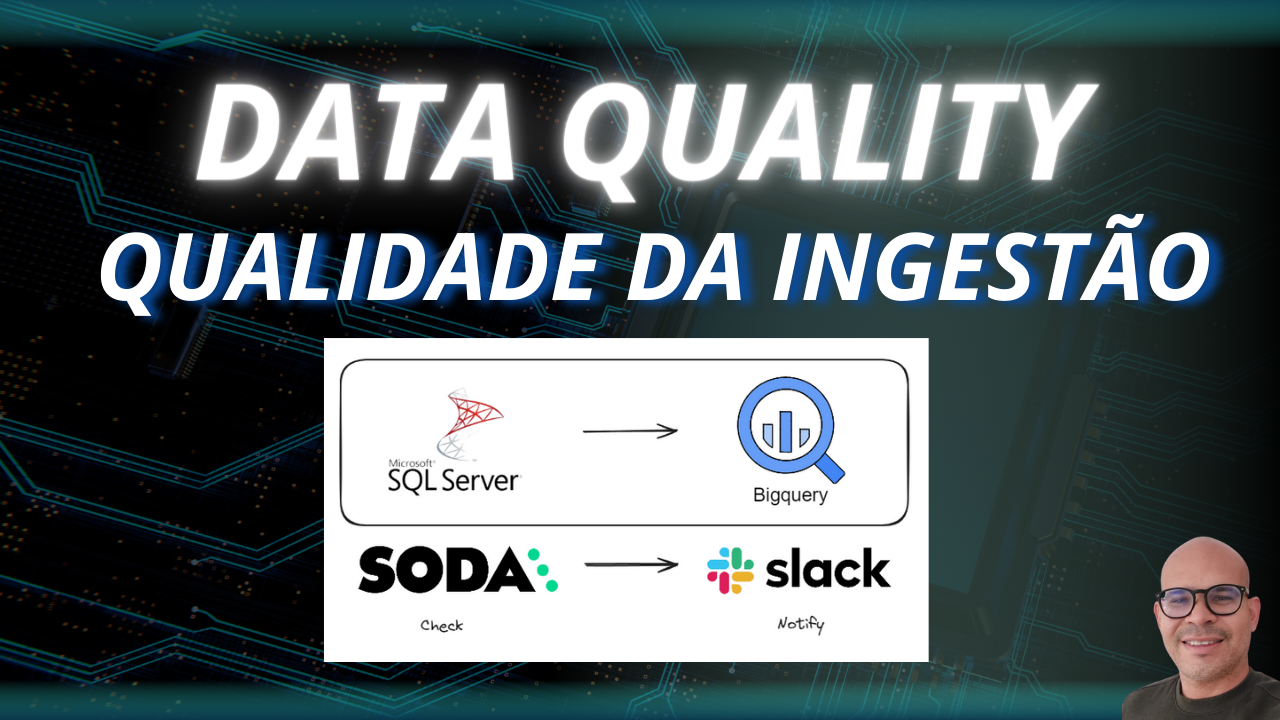 DATA QUALITY
QUALIDADE DA INGESTÃO
Microsoft®
SQL Server
Bigquery
SODA
slack
Check
Notify